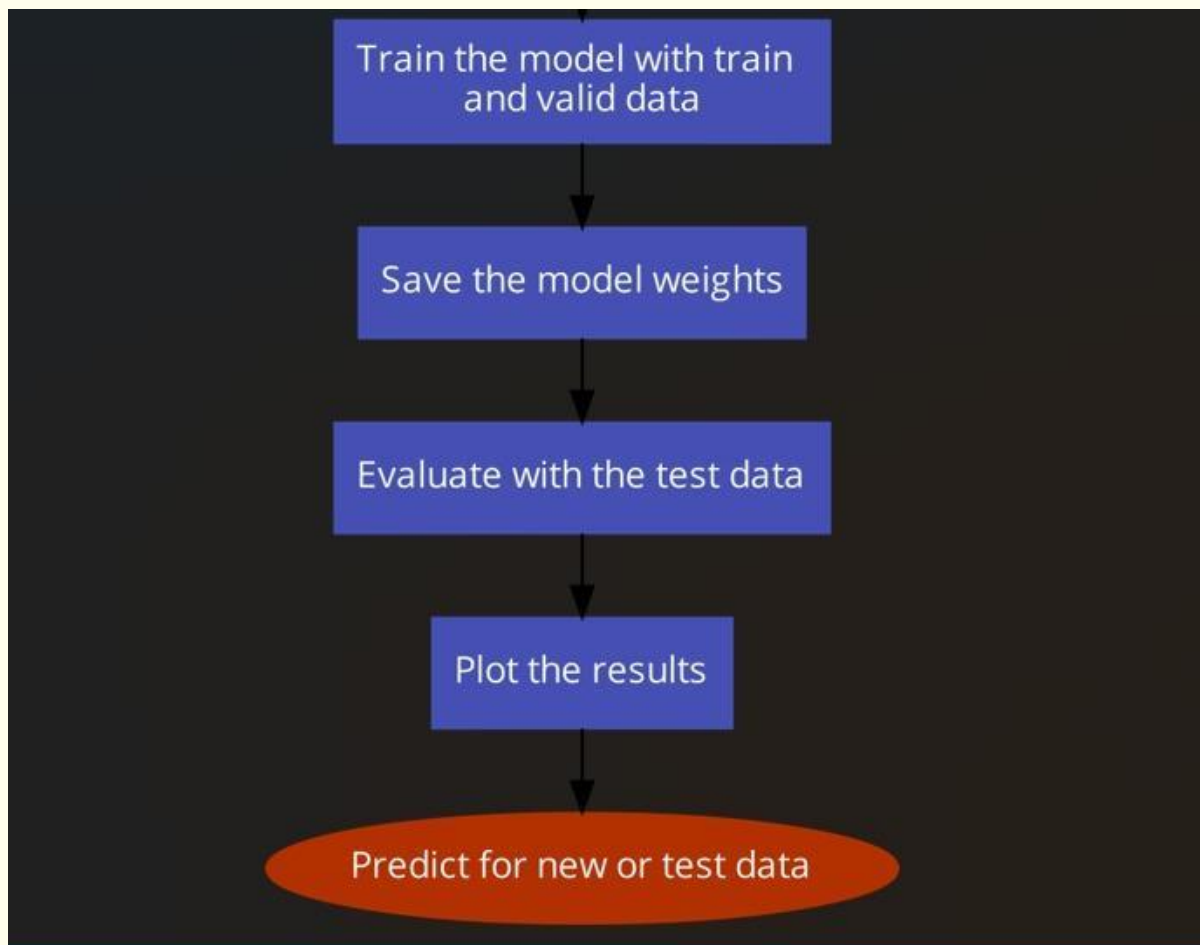 Train the model with train
and valid data
Save the model weights
Evaluate with the test data
Plot the results
Predict for new or test data